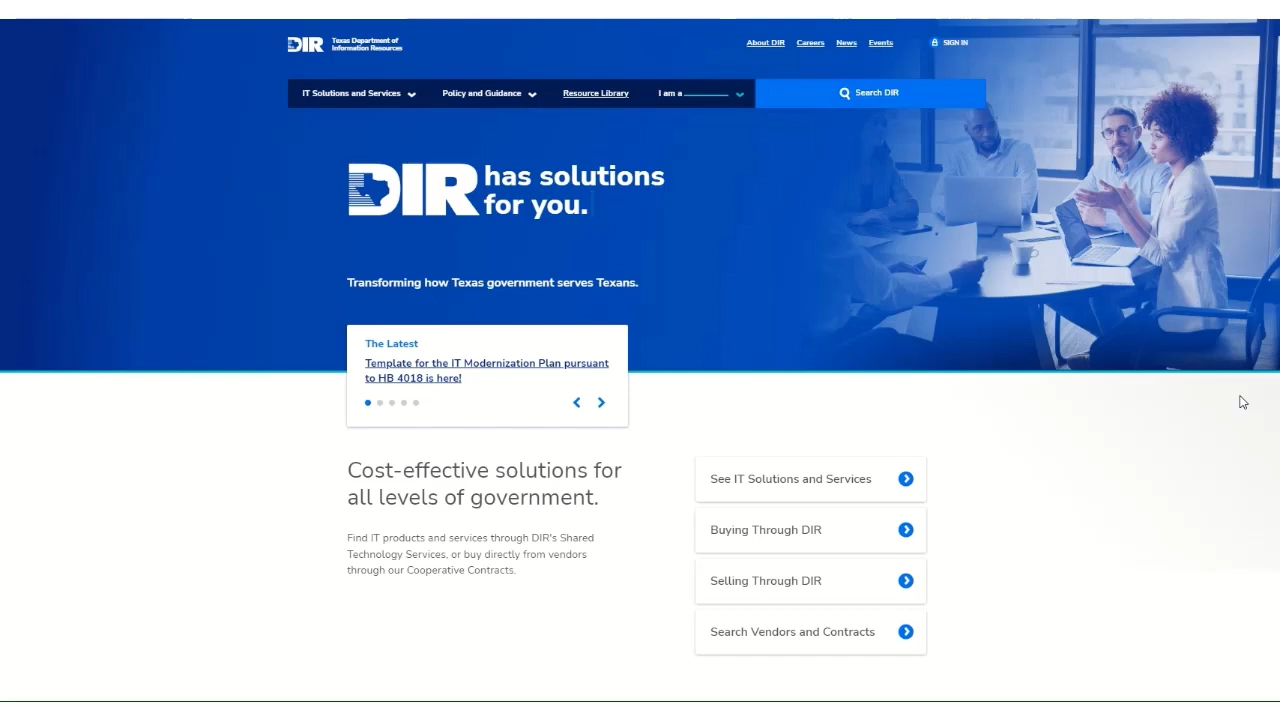 DIR Texas Department of
Information Resources
About DIR Careers News Events SIGN IN
IT Solutions and Services Policy and Guidance Resource Library I am a Search DIR
DIR has solutions
for you.
Transforming how Texas government serves Texans.
The Latest
Template for the IT Modernization Plan pursuant
to HB 4018 is here!
Cost-effective solutions for
all levels of government.
Find IT products and services through DIR's Shared
Technology Services, or buy directly from vendors
through our Cooperative Contracts.
See IT Solutions and Services
Buying Through DIR
Selling Through DIR
Search Vendors and Contracts